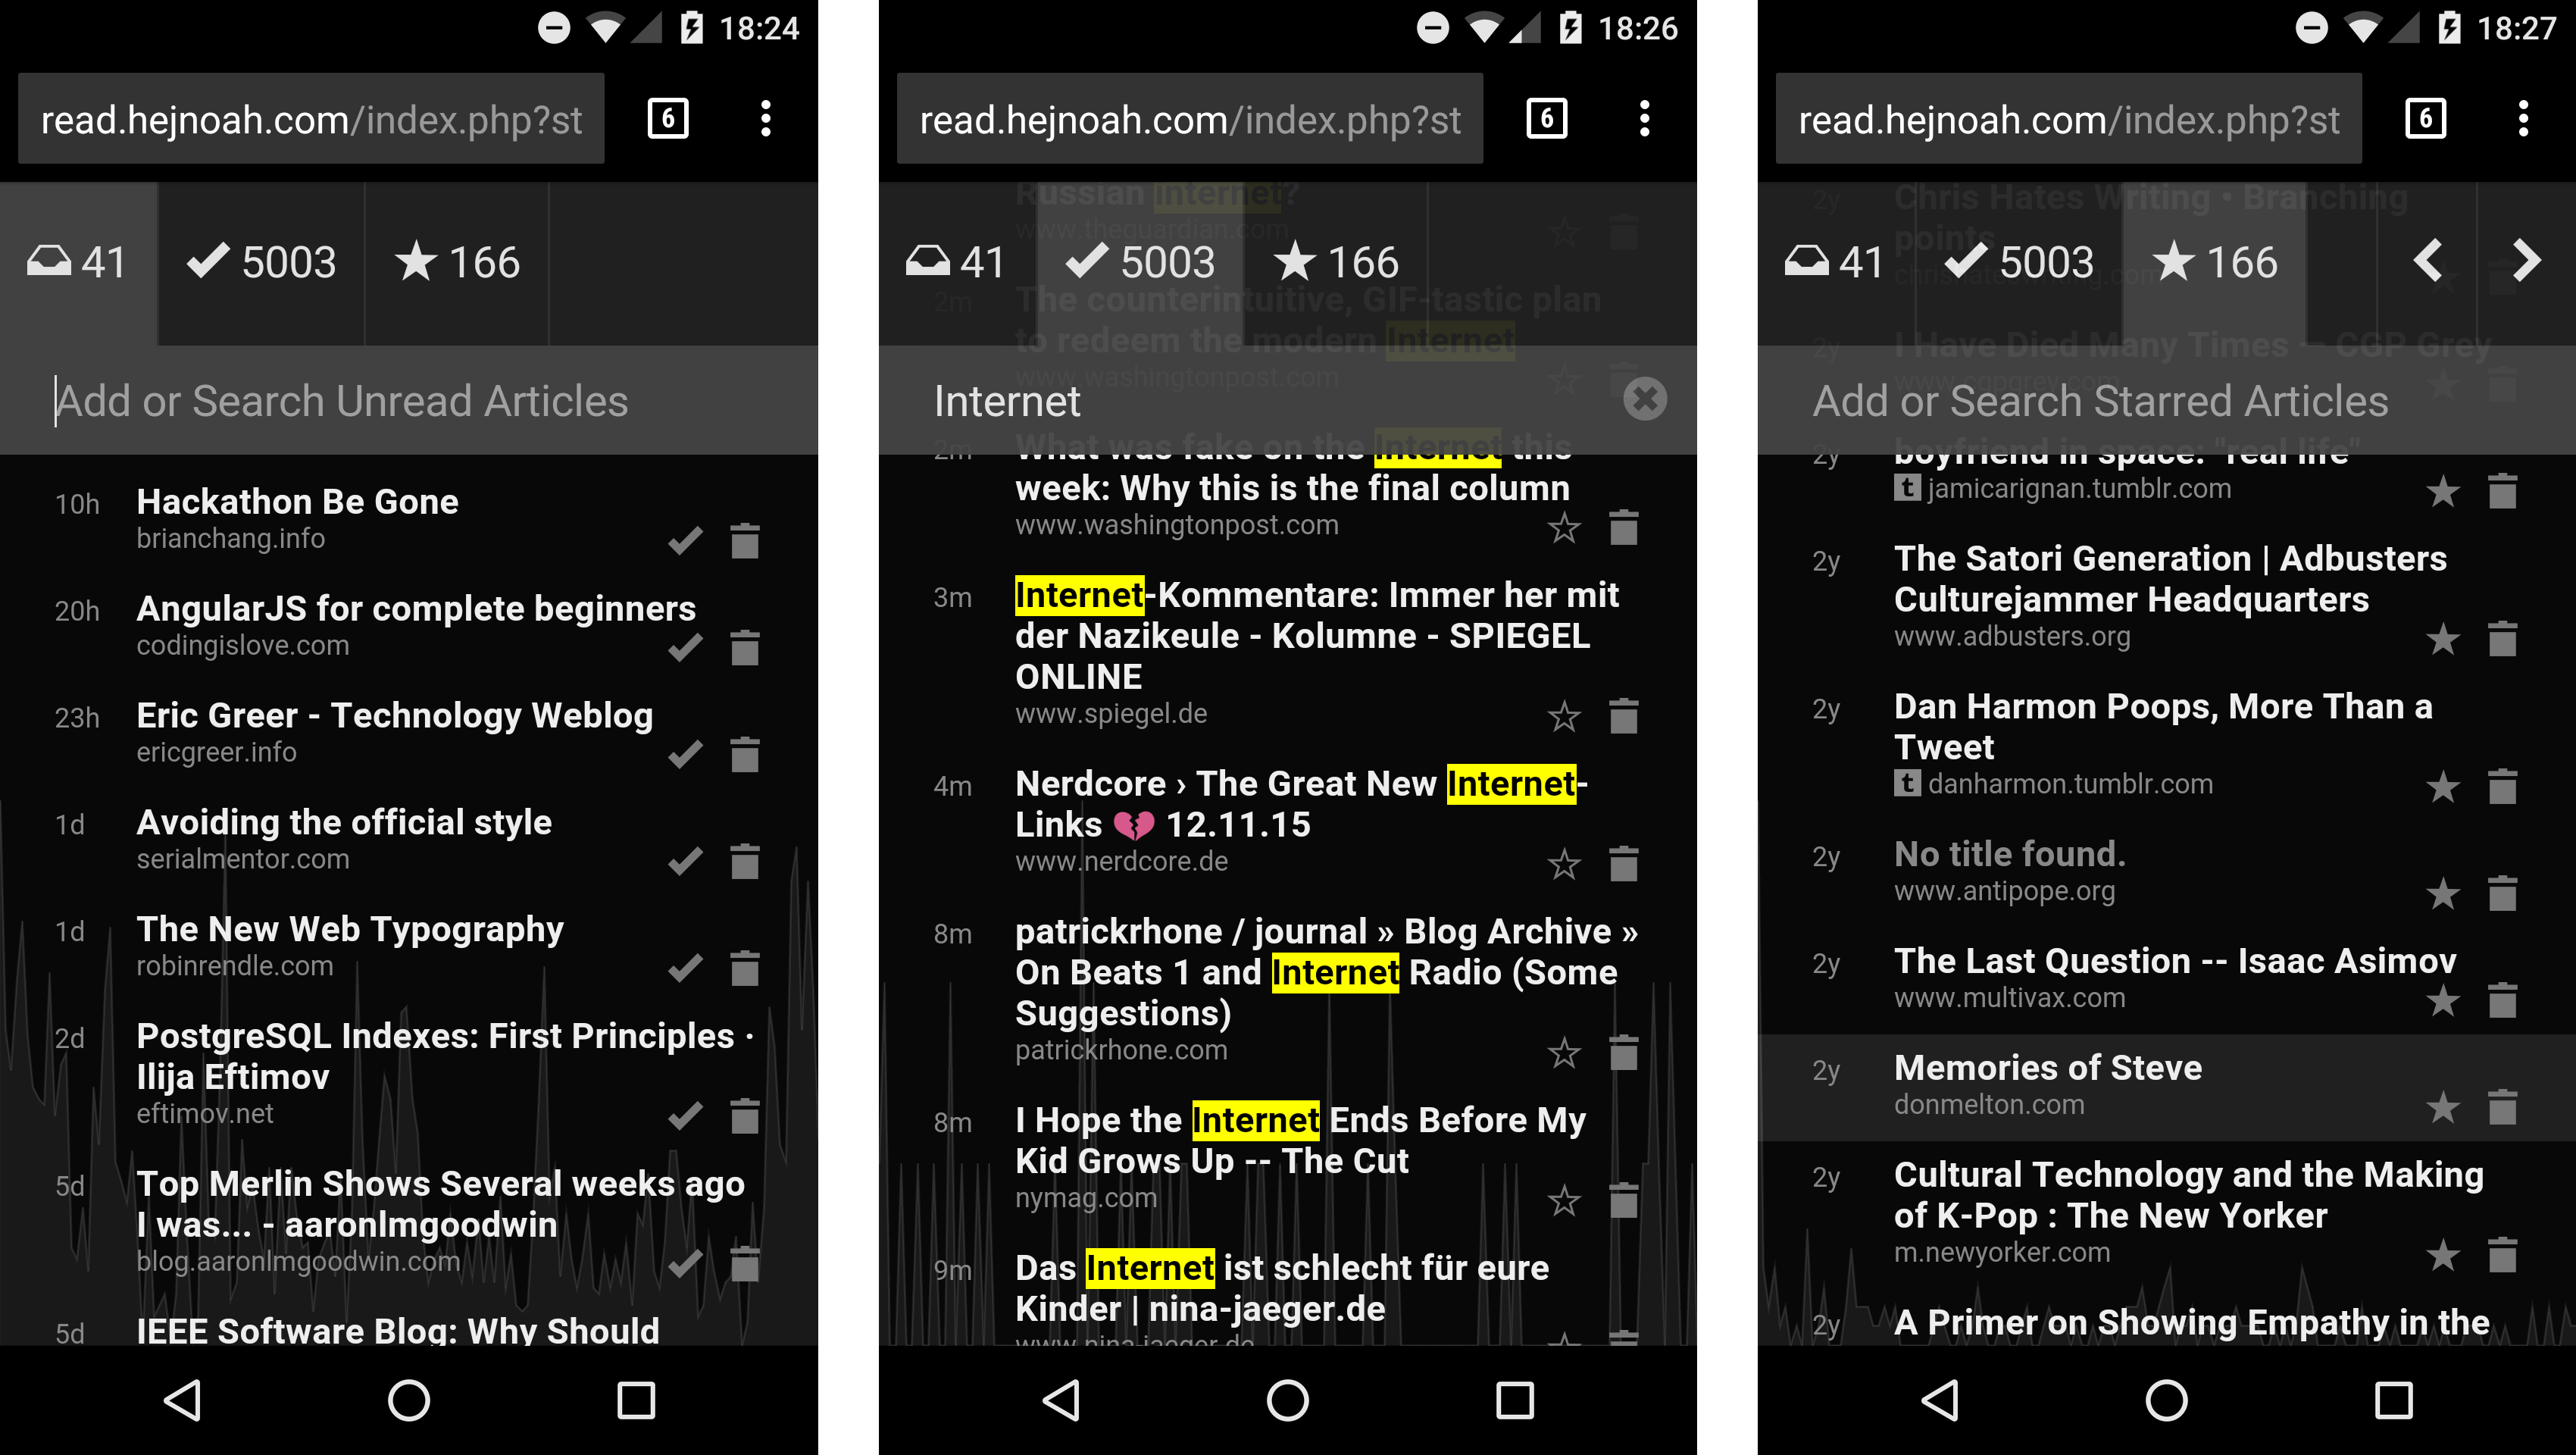 18:24
read.hejnoah.com/index.php?st
6
41
5003
166
Add or Search Unread Articles
10h
Hackathon Be Gone
brianchang.info
20h
AngularJS for complete beginners
codingislove.com
23h
Eric Greer - Technology Weblog
ericgreer.info
1d
Avoiding the official style
serialmentor.com
1d
The New Web Typography
robinrendle.com
2d
PostgreSQL Indexes: First Principles ·
Ilija Eftimov
eftimov.net
5d
Top Merlin Shows Several weeks ago
I was... - aaronlmgoodwin
blog.aaronlmgoodwin.com
5d
IEEE Software Blog: Why Should
18:26
read.hejnoah.com/index.php?st
6
Russian Internet?
www.theguardian.com
41
5003
166
2m
The counterintuitive, GIF-tastic plan
to redeem the modern Internet
www.washingtonpost.com
Internet
2m
What was fake on the Internet this
week: Why this is the final column
www.washingtonpost.com
3m
Internet-Kommentare: Immer her mit
der Nazikeule - Kolumne - SPIEGEL
ONLINE
www.spiegel.de
4m
Nerdcore › The Great New Internet-
Links 💔 12.11.15
www.nerdcore.de
8m
patrickrhone / journal » Blog Archive »
On Beats 1 and Internet Radio (Some
Suggestions)
patrickrhone.com
8m
I Hope the Internet Ends Before My
Kid Grows Up -- The Cut
nymag.com
9m
Das Internet ist schlecht für eure
Kinder | nina-jaeger.de
www.nina-jaeger.de
18:27
read.hejnoah.com/index.php?st
6
2y
Chris Hates Writing • Branching
points
chrishateswriting.com
41
5003
166
2y
I Have Died Many Times — CGP Grey
www.cgpgrey.com
Add or Search Starred Articles
2y
boyfriend in space: "real life"
t jamicarignan.tumblr.com
2y
The Satori Generation | Adbusters
Culturejammer Headquarters
www.adbusters.org
2y
Dan Harmon Poops, More Than a
Tweet
t danharmon.tumblr.com
2y
No title found.
www.antipope.org
2y
The Last Question -- Isaac Asimov
www.multivax.com
2y
Memories of Steve
donmelton.com
2y
Cultural Technology and the Making
of K-Pop : The New Yorker
m.newyorker.com
2y
A Primer on Showing Empathy in the